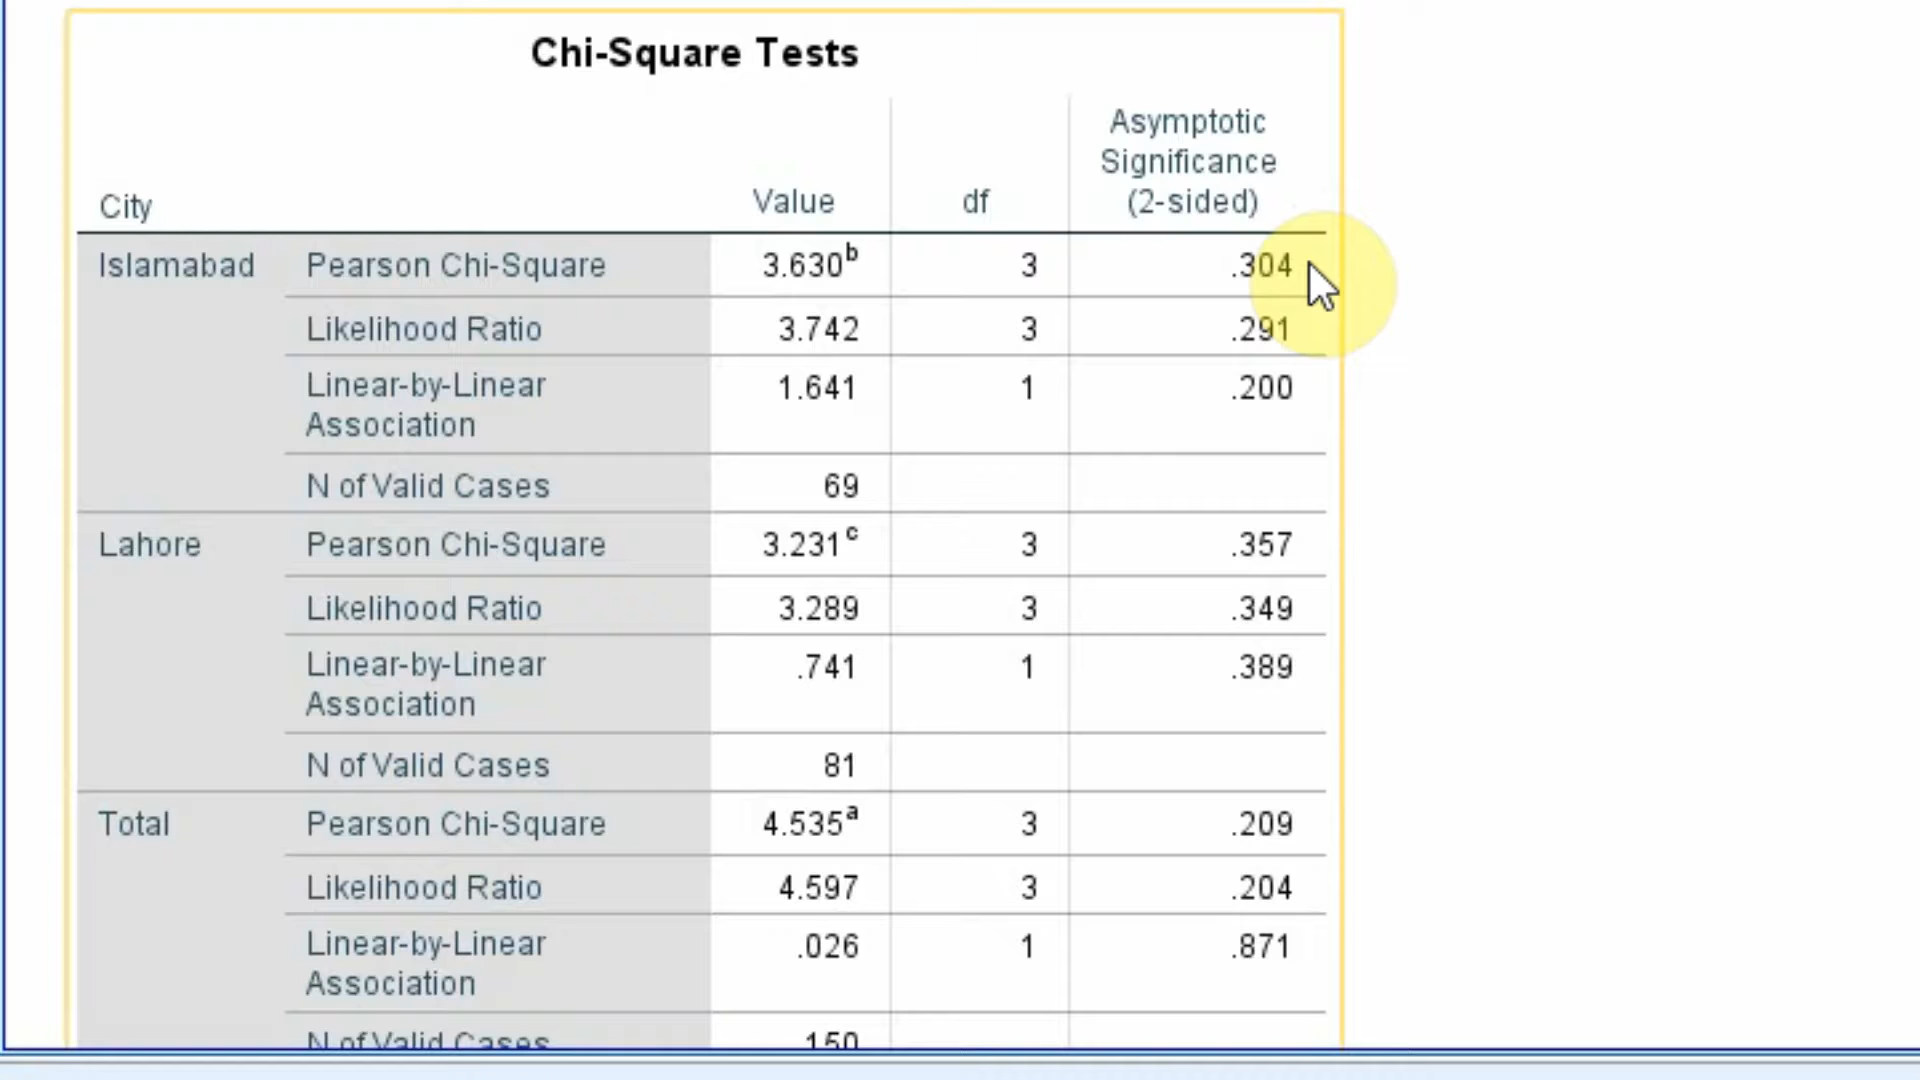 Chi-Square Tests
City Value df Asymptotic Significance (2-sided)
Islamabad Pearson Chi-Square 3.630b 3 .304
Likelihood Ratio 3.742 3 .291
Linear-by-Linear Association 1.641 1 .200
N of Valid Cases 69
Lahore Pearson Chi-Square 3.231c 3 .357
Likelihood Ratio 3.289 3 .349
Linear-by-Linear Association .741 1 .389
N of Valid Cases 81
Total Pearson Chi-Square 4.535a 3 .209
Likelihood Ratio 4.597 3 .204
Linear-by-Linear Association .026 1 .871
N of Valid Cases 150